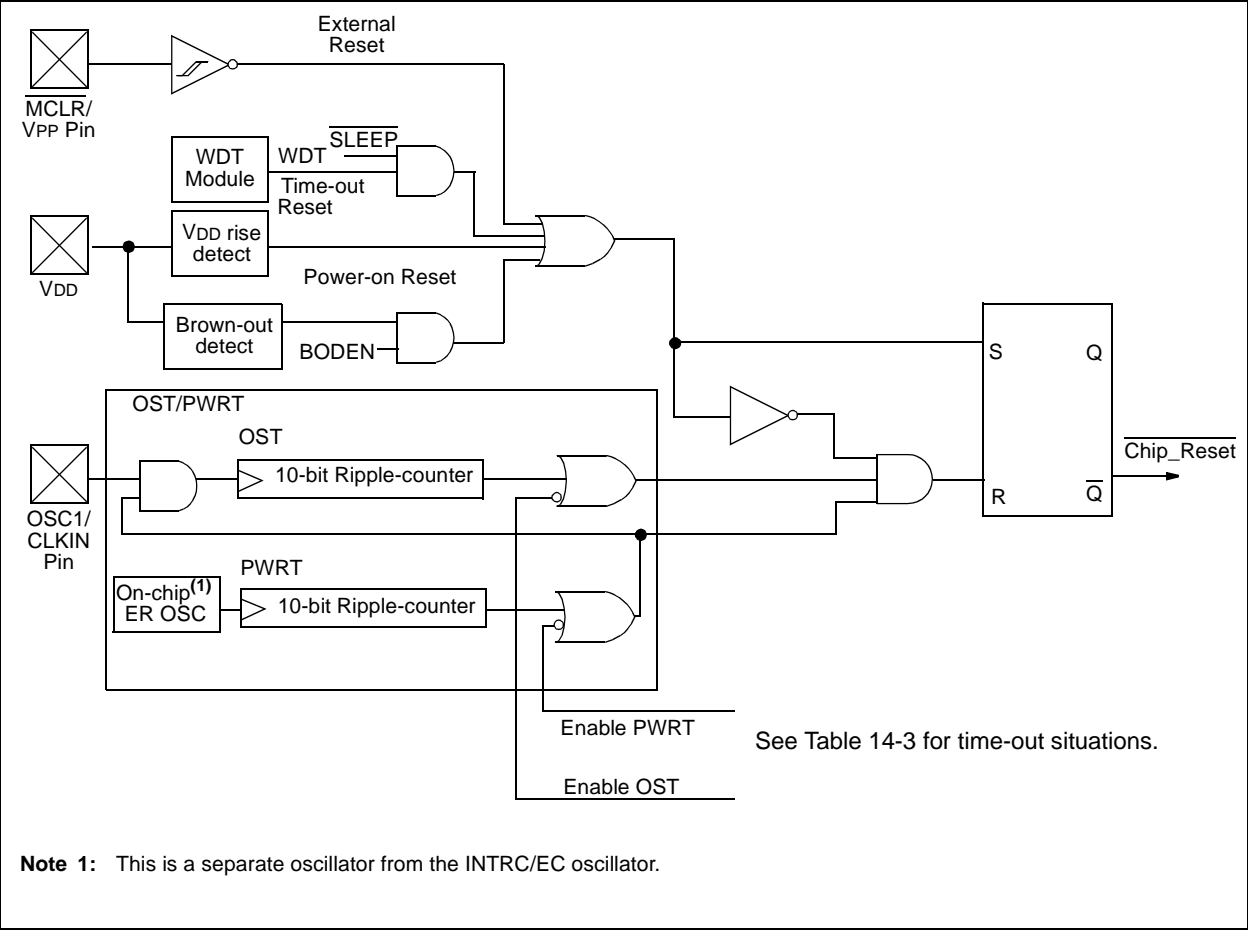 External
Reset
MCLR/
VPP Pin
SLEEP
WDT
Module
WDT
Time-out
Reset
VDD rise
detect
VDD
Power-on Reset
Brown-out
detect
BODEN
S
Q
OST/PWRT
OST
10-bit Ripple-counter
Chip_Reset
R
Q
OSC1/
CLKIN
Pin
PWRT
On-chip(1)
ER OSC
10-bit Ripple-counter
Enable PWRT
See Table 14-3 for time-out situations.
Enable OST
Note 1: This is a separate oscillator from the INTRC/EC oscillator.